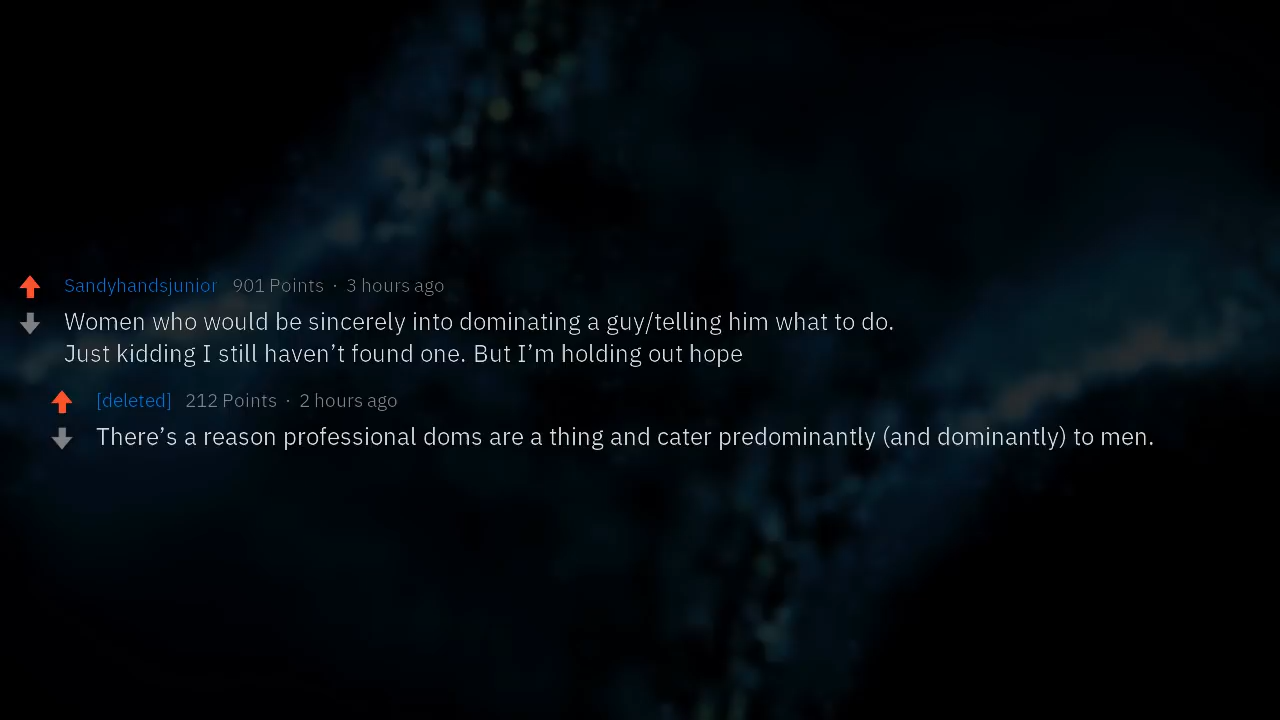 Sandyhandsjunior 901 Points · 3 hours ago
Women who would be sincerely into dominating a guy/telling him what to do.
Just kidding I still haven’t found one. But I’m holding out hope
[deleted] 212 Points · 2 hours ago
There’s a reason professional doms are a thing and cater predominantly (and dominantly) to men.